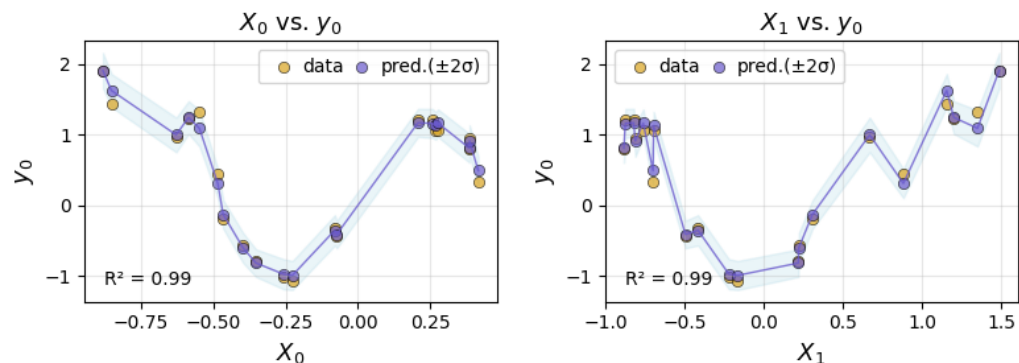 X₀ vs. y₀
data pred.(±2σ)
y₀
2
1
0
−1
R² = 0.99
−0.75 −0.50 −0.25 0.00 0.25
X₀
X₁ vs. y₀
data pred.(±2σ)
y₀
2
1
0
−1
R² = 0.99
−1.0 −0.5 0.0 0.5 1.0 1.5
X₁